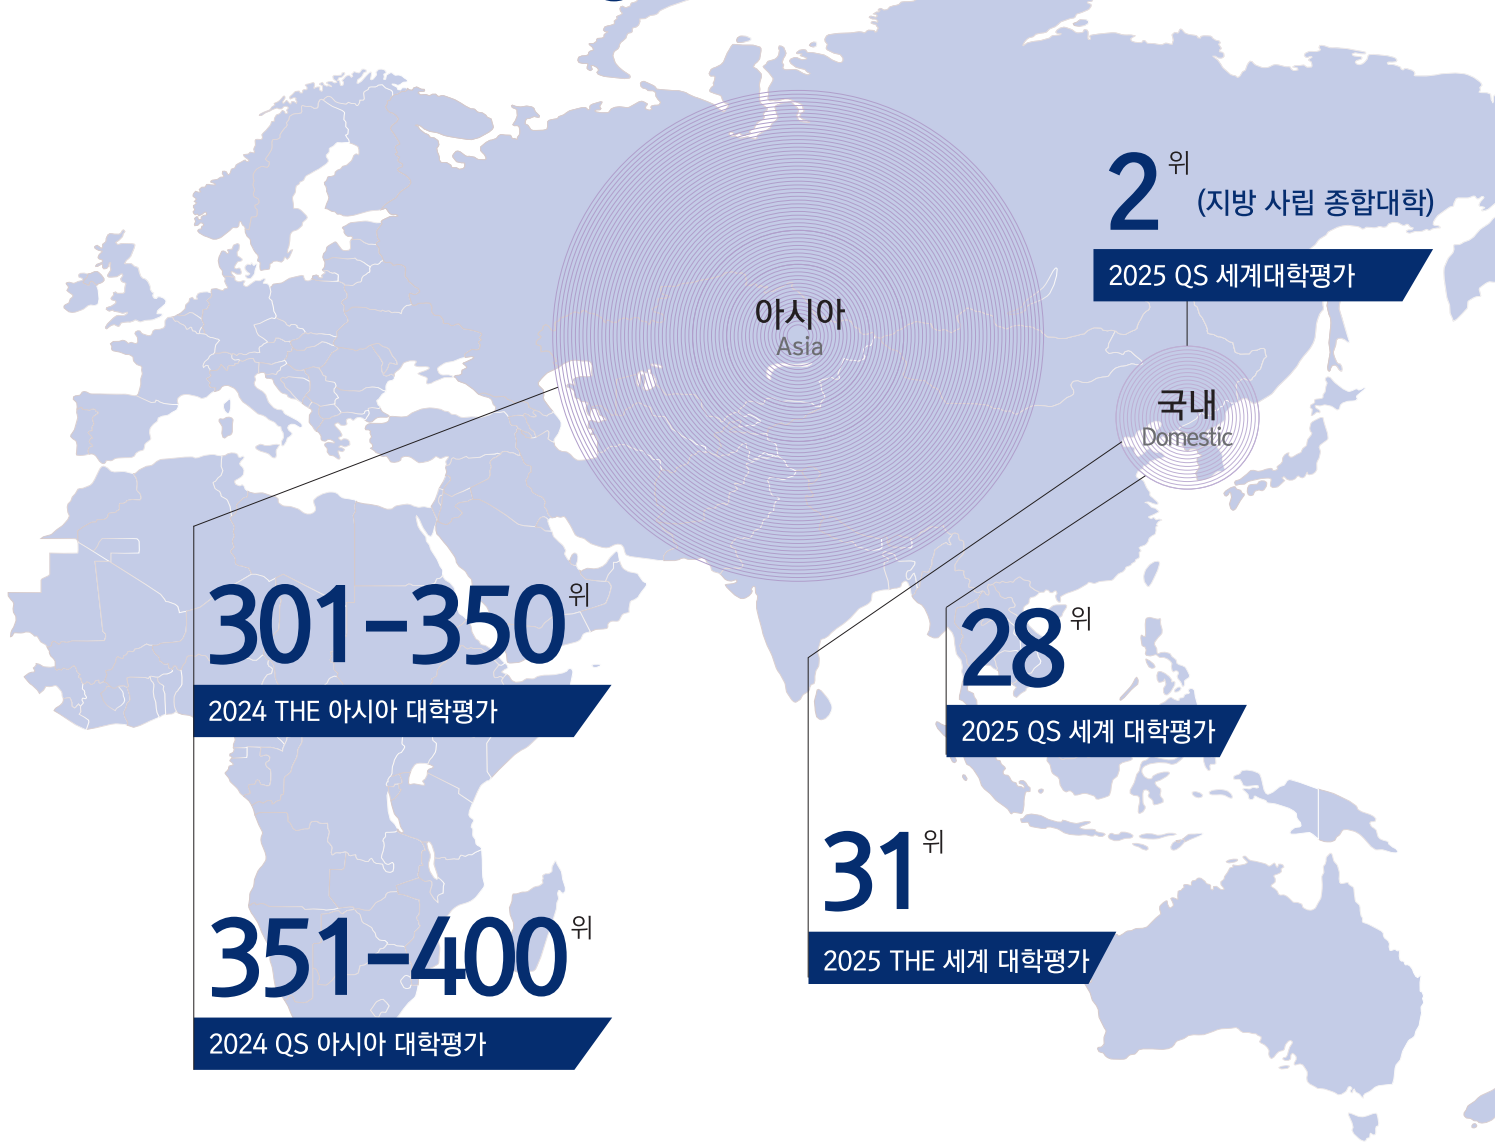 2위
(지방 사립 종합대학)
2025 QS 세계대학평가
아시아
Asia
국내
Domestic
301-350위
2024 THE 아시아 대학평가
28위
2025 QS 세계 대학평가
31위
2025 THE 세계 대학평가
351-400위
2024 QS 아시아 대학평가